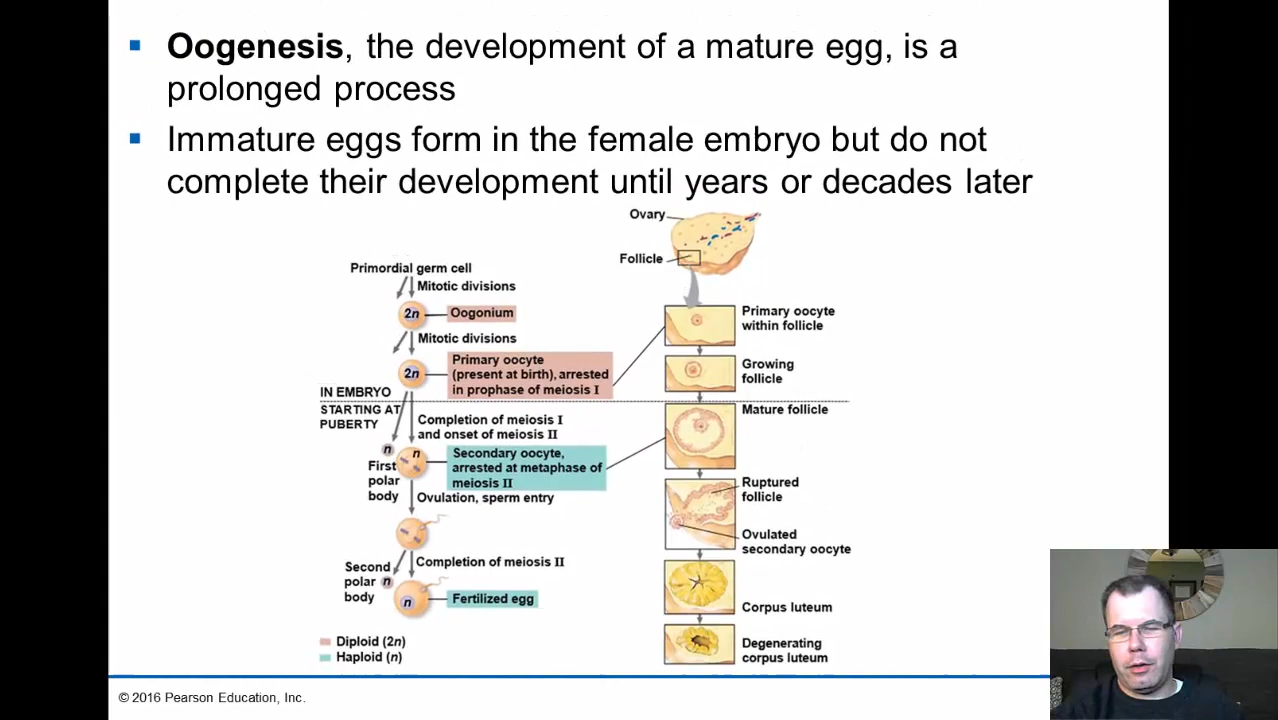 Oogenesis, the development of a mature egg, is a
prolonged process
Immature eggs form in the female embryo but do not
complete their development until years or decades later
Ovary
Follicle
Primordial germ cell
Mitotic divisions
2n
Oogonium
Mitotic divisions
2n
Primary oocyte
(present at birth), arrested
in prophase of meiosis I
IN EMBRYO
STARTING AT
PUBERTY
Completion of meiosis I
and onset of meiosis II
n
n
First
polar
body
Secondary oocyte,
arrested at metaphase of
meiosis II
Ovulation, sperm entry
Completion of meiosis II
Second
polar
body
n
n
Fertilized egg
Diploid (2n)
Haploid (n)
Primary oocyte
within follicle
Growing
follicle
Mature follicle
Ruptured
follicle
Ovulated
secondary oocyte
Corpus luteum
Degenerating
corpus luteum
© 2016 Pearson Education, Inc.